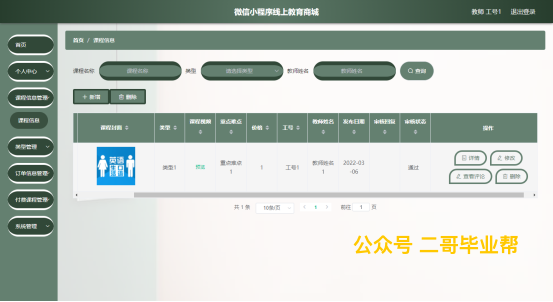 微信小程序线上教育商城
教师 工号1 退出登录
首页
个人中心
课程信息管理
课程信息
类型管理
订单信息管理
付费课程管理
系统管理
首页 / 课程信息
课程名称 课程名称 类型 请选择类型 教师姓名 教师姓名 查询
+ 新增 删除
课程封面 类型 课程视频 重点难点 价格 工号 教师姓名 发布日期 审核回复 审核状态 操作
英语
类型1 重点难点1 1 工号1 教师姓名1 2022-03-06 通过
详情 修改
查看评论 删除
共 1 条 10条/页 1 前往 1 页
公众号 二哥毕业帮